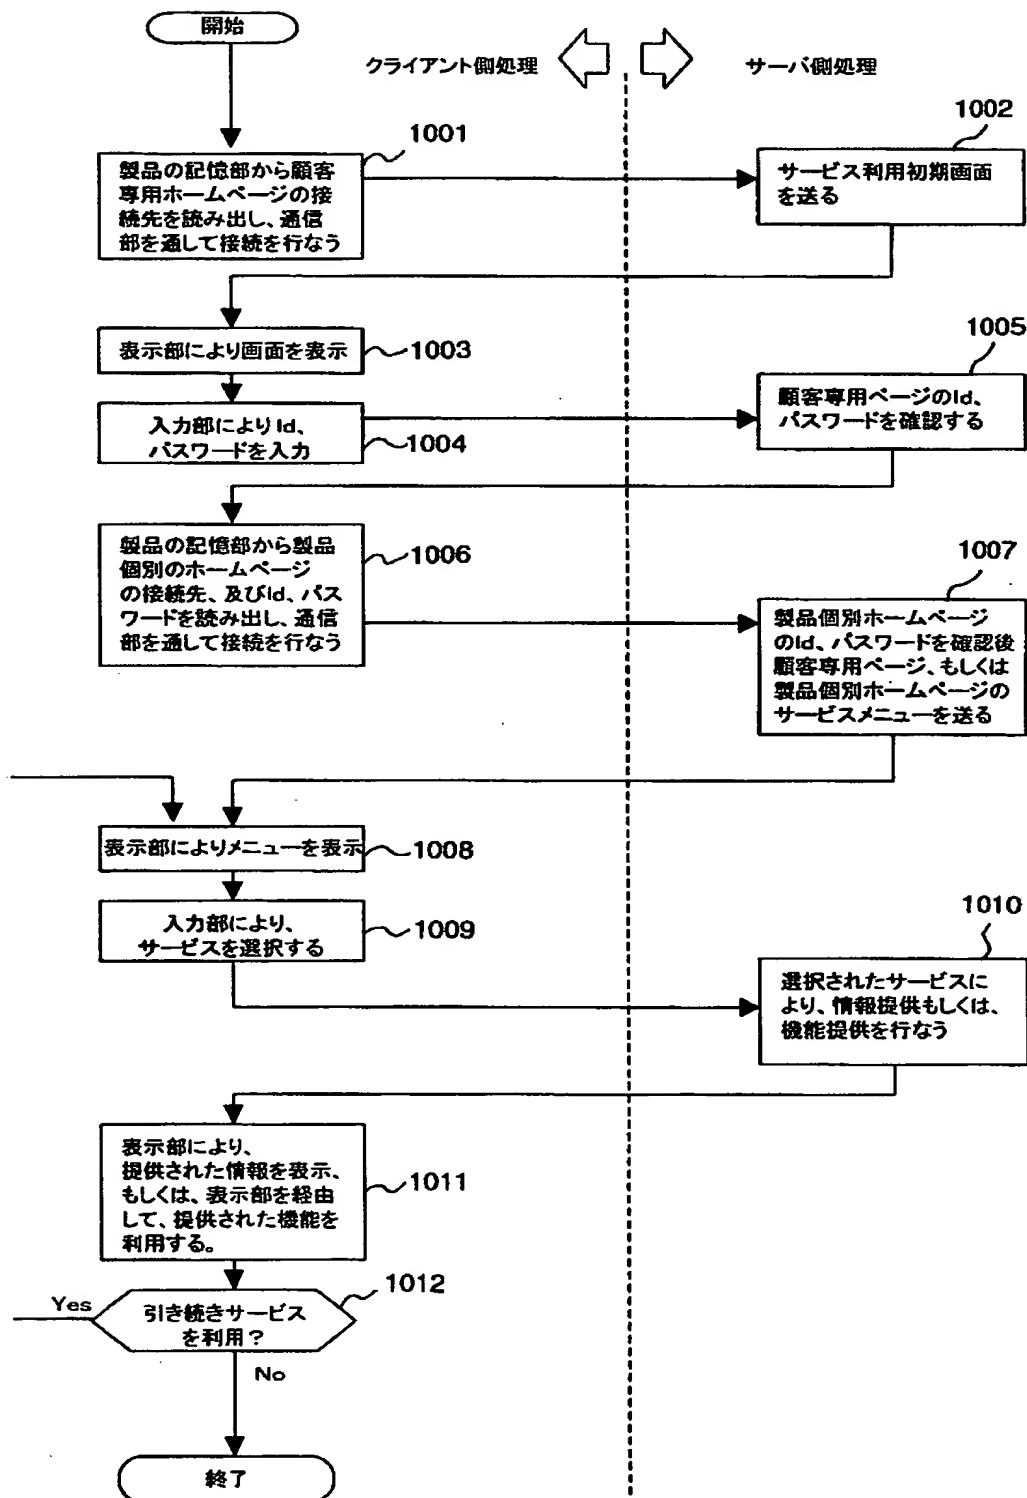 開始
クライアント側処理
サーバ側処理
1001
製品の記憶部から顧客
専用ホームページの接
続先を読み出し、通信
部を通して接続を行なう
1002
サービス利用初期画面
を送る
表示部により画面を表示
1003
入力部によりId、
パスワードを入力
1004
1005
顧客専用ページのId、
パスワードを確認する
製品の記憶部から製品
個別のホームページ
の接続先、及びId、パス
ワードを読み出し、通信
部を通して接続を行なう
1006
1007
製品個別ホームページ
のId、パスワードを確認後
顧客専用ページ、もしくは
製品個別ホームページの
サービスメニューを送る
表示部によりメニューを表示
1008
入力部により、
サービスを選択する
1009
1010
選択されたサービスに
より、情報提供もしくは、
機能提供を行なう
表示部により、
提供された情報を表示、
もしくは、表示部を経由
して、提供された機能を
利用する。
1011
1012
Yes
引き続きサービス
を利用？
No
終了